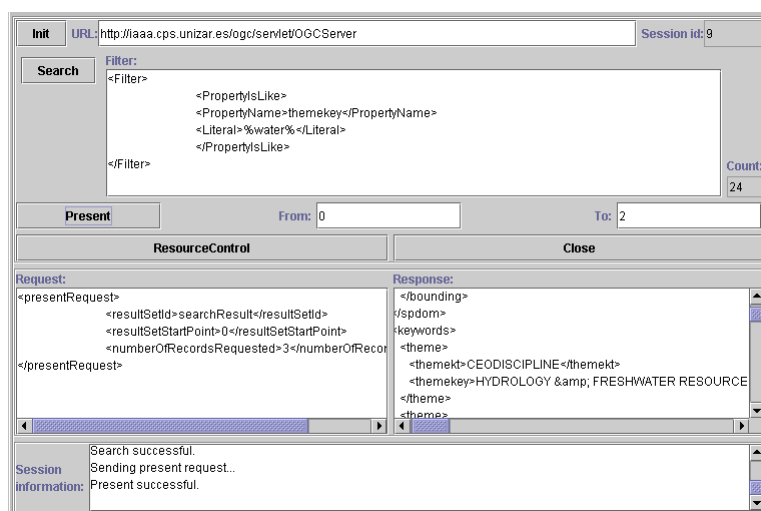 Init URL: http://iaaa.cps.unizar.es/ogc/servlet/OGCServer Session id: 9
Filter:
Search
<Filter>
<PropertyIsLike>
<PropertyName>themekey</PropertyName>
<Literal>%water%</Literal>
</PropertyIsLike>
</Filter>
Count:
24
Present From: 0 To: 2
ResourceControl Close
Request:
<presentRequest>
<resultSetId>searchResult</resultSetId>
<resultSetStartPoint>0</resultSetStartPoint>
<numberOfRecordsRequested>3</numberOfRecor
</presentRequest>
Response:
</bounding>
</spdom>
<keywords>
<theme>
<themekt>CEODISCIPLINE</themekt>
<themekey>HYDROLOGY &amp; FRESHWATER RESOURCE
</theme>
<theme>
Session information:
Search successful.
Sending present request...
Present successful.